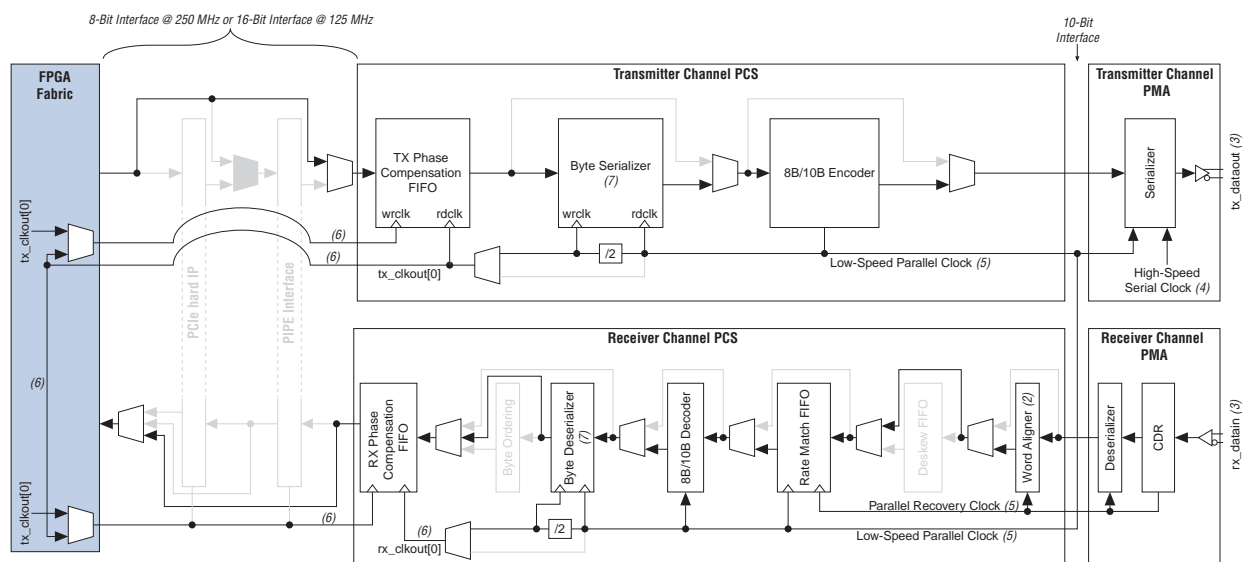 8-Bit Interface @ 250 MHz or 16-Bit Interface @ 125 MHz
10-Bit
Interface
FPGA
Fabric
Transmitter Channel PCS
Transmitter Channel
PMA
TX Phase
Compensation
FIFO
wrclk
rdclk
Byte Serializer
(7)
wrclk
rdclk
8B/10B Encoder
Serializer
tx_dataout (3)
tx_clkout[0]
(6)
(6)
tx_clkout[0]
/2
Low-Speed Parallel Clock (5)
High-Speed
Serial Clock (4)
PCIe hard IP
PIPE Interface
(6)
Receiver Channel PCS
Receiver Channel
PMA
RX Phase
Compensation
FIFO
Byte Ordering
Byte Deserializer
(7)
8B/10B Decoder
Rate Match FIFO
Deskew FIFO
Word Aligner (2)
Deserializer
CDR
rx_datain (3)
tx_clkout[0]
(6)
(6)
rx_clkout[0]
/2
Parallel Recovery Clock (5)
Low-Speed Parallel Clock (5)